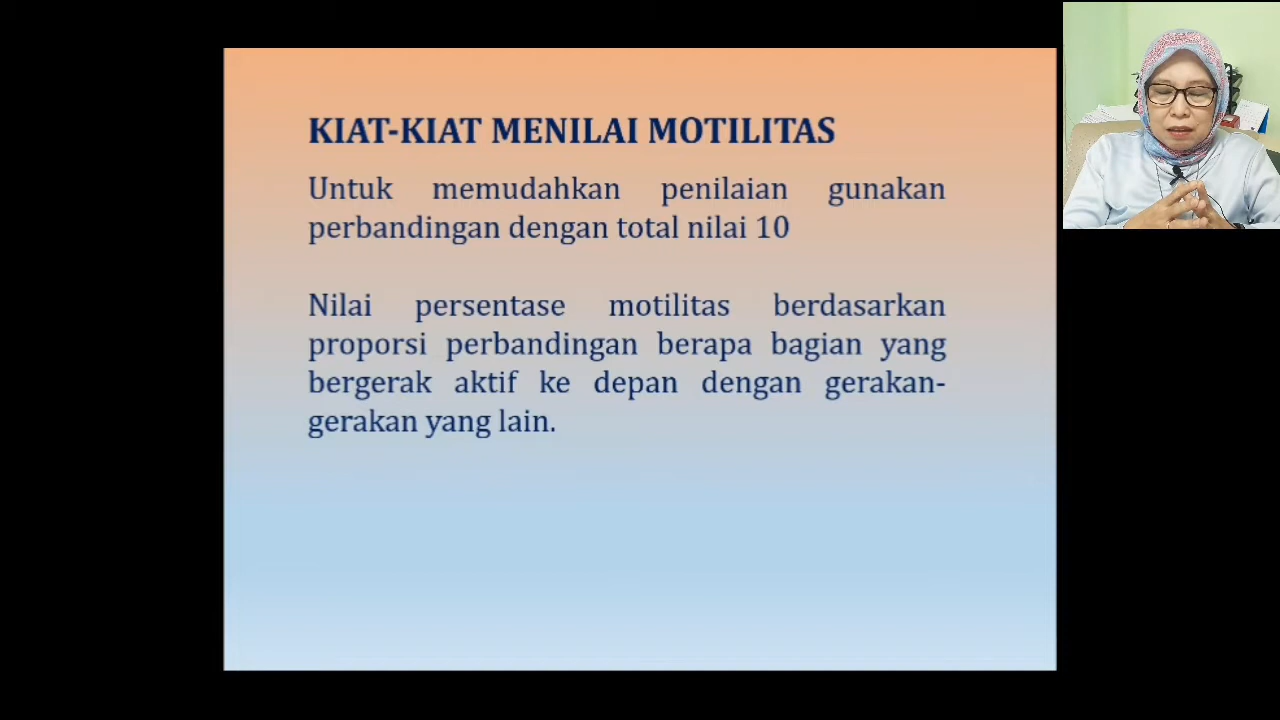 KIAT-KIAT MENILAI MOTILITAS
Untuk memudahkan penilaian gunakan
perbandingan dengan total nilai 10
Nilai persentase motilitas berdasarkan
proporsi perbandingan berapa bagian yang
bergerak aktif ke depan dengan gerakan-
gerakan yang lain.